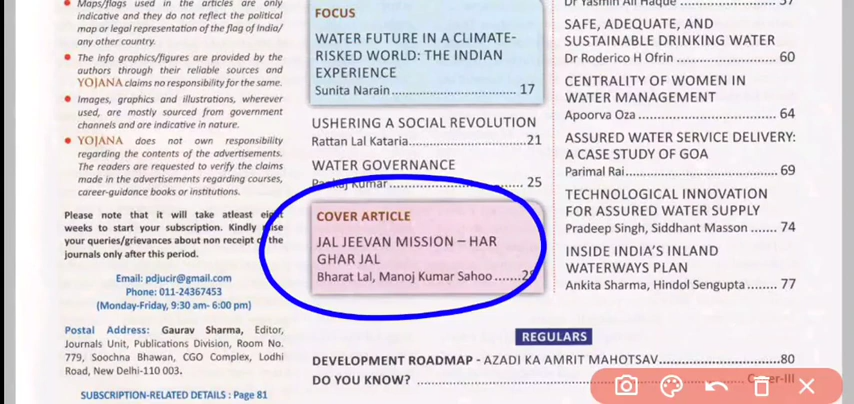 Maps/flags used in the articles are only
indicative and they do not reflect the political
map or legal representation of the flag of India/
any other country.
The info graphics/figures are provided by the
authors through their reliable sources and
YOJANA claims no responsibility for the same.
Images, graphics and illustrations, wherever
used, are mostly sourced from government
channels and are indicative in nature.
YOJANA does not own responsibility
regarding the contents of the advertisements.
The readers are requested to verify the claims
made in the advertisements regarding courses,
career-guidance books or institutions.
Please note that it will take atleast eight
weeks to start your subscription. Kindly raise
your queries/grievances about non receipt of the
journals only after this period.
Email: pdjucir@gmail.com
Phone: 011-24367453
(Monday-Friday, 9:30 am- 6:00 pm)
Postal Address: Gaurav Sharma, Editor,
Journals Unit, Publications Division, Room No.
779, Soochna Bhawan, CGO Complex, Lodhi
Road, New Delhi-110 003.
SUBSCRIPTION-RELATED DETAILS : Page 81
FOCUS
WATER FUTURE IN A CLIMATE-
RISKED WORLD: THE INDIAN
EXPERIENCE
Sunita Narain ................................ 17
USHERING A SOCIAL REVOLUTION
Rattan Lal Kataria.............................21
WATER GOVERNANCE
Pankaj Kumar................................ 25
COVER ARTICLE
JAL JEEVAN MISSION – HAR
GHAR JAL
Bharat Lal, Manoj Kumar Sahoo .......
Dr Yasmin Ali Haque ........................ 57
SAFE, ADEQUATE, AND
SUSTAINABLE DRINKING WATER
Dr Roderico H Ofrin ........................ 60
CENTRALITY OF WOMEN IN
WATER MANAGEMENT
Apoorva Oza ................................ 64
ASSURED WATER SERVICE DELIVERY:
A CASE STUDY OF GOA
Parimal Rai................................ 69
TECHNOLOGICAL INNOVATION
FOR ASSURED WATER SUPPLY
Pradeep Singh, Siddhant Masson ...... 74
INSIDE INDIA'S INLAND
WATERWAYS PLAN
Ankita Sharma, Hindol Sengupta........ 77
REGULARS
DEVELOPMENT ROADMAP - AZADI KA AMRIT MAHOTSAV................................80
DO YOU KNOW? ................................ Cover-III